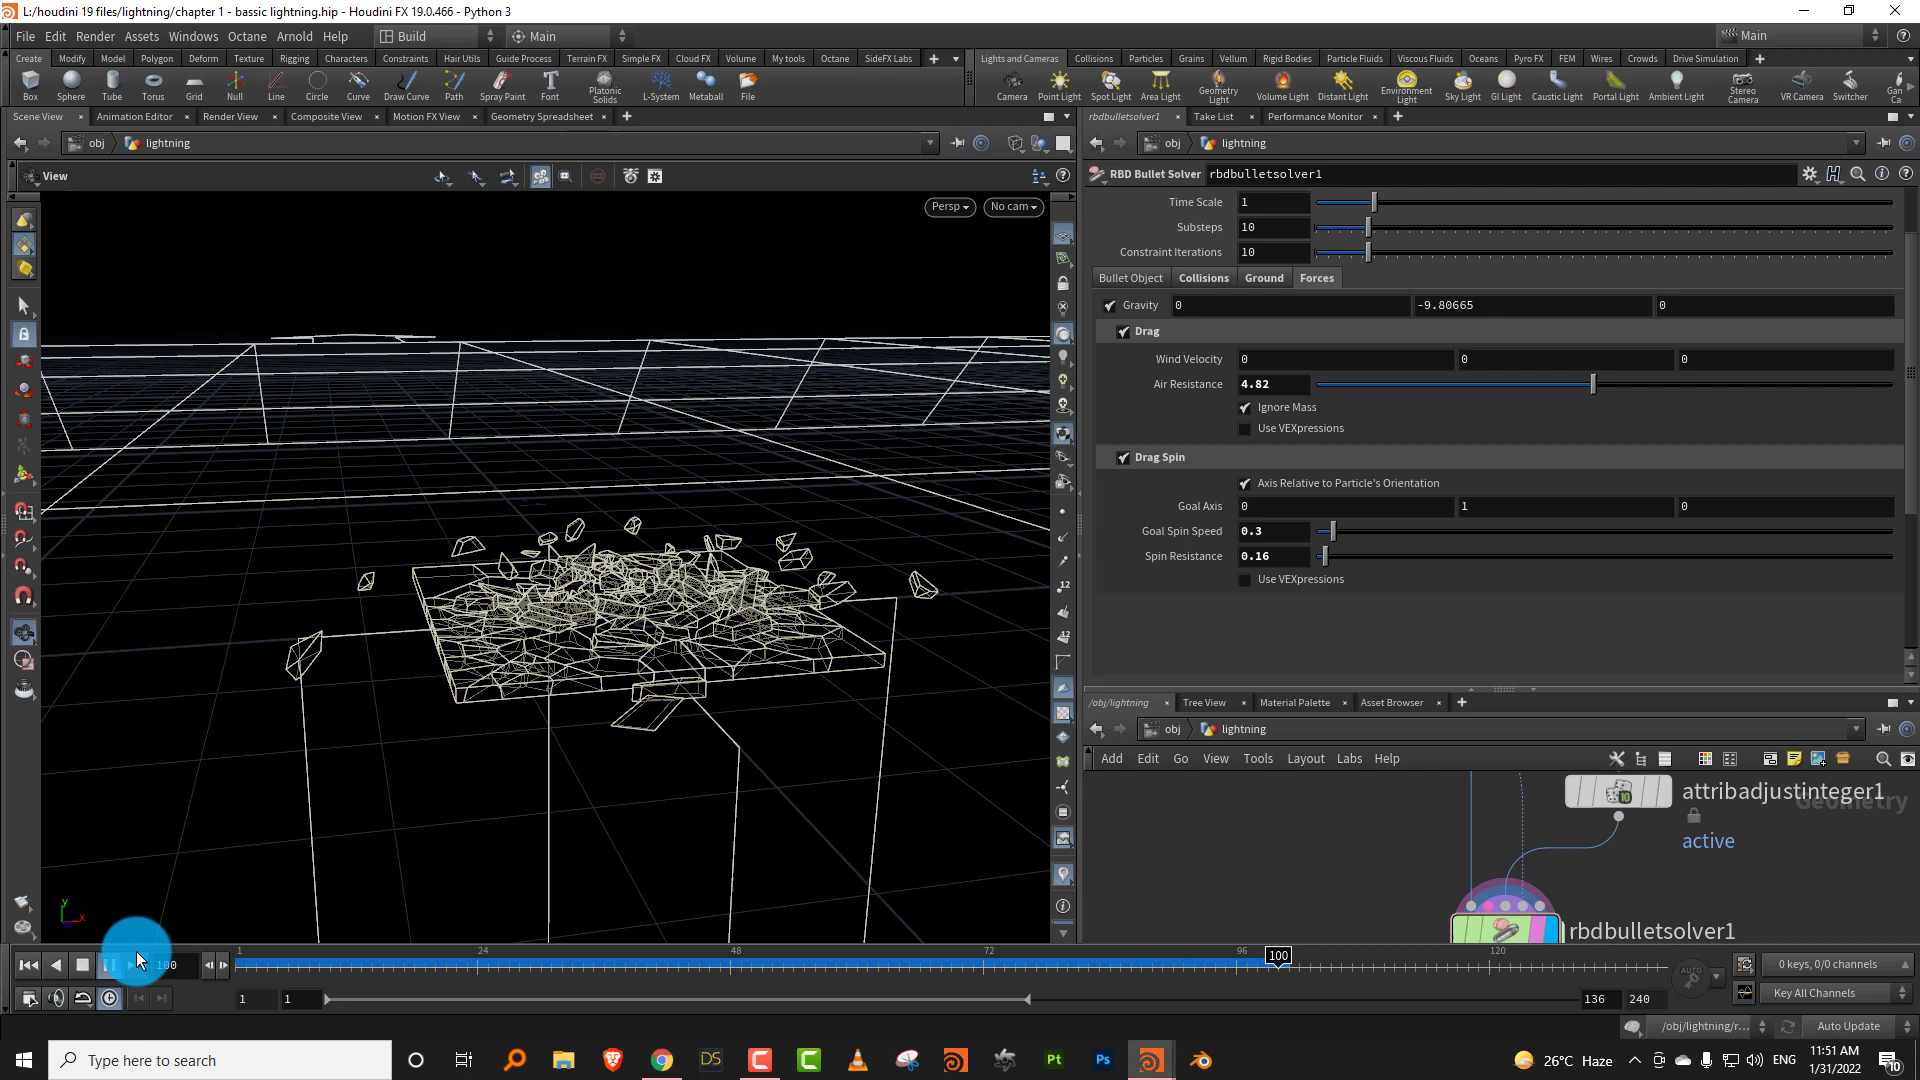 L:/houdini 19 files/lightning/chapter 1 - bassic lightning.hip - Houdini FX 19.0.466 - Python 3
File Edit Render Assets Windows Octane Arnold Help Build Main Main
Create Modify Model Polygon Deform Texture Rigging Characters Constraints Hair Utils Guide Process Terrain FX Simple FX Cloud FX Volume My tools Octane SideFX Labs
Lights and Cameras Collisions Particles Grains Vellum Rigid Bodies Particle Fluids Viscous Fluids Oceans Pyro FX FEM Wires Crowds Drive Simulation
Box Sphere Tube Torus Grid Null Line Circle Curve Draw Curve Path Spray Paint Font Platonic Solids L-System Metaball File
Camera Point Light Spot Light Area Light Geometry Light Volume Light Distant Light Environment Light Sky Light GI Light Caustic Light Portal Light Ambient Light Stereo Camera VR Camera Switcher Gan Ca
Scene View Animation Editor Render View Composite View Motion FX View Geometry Spreadsheet
rbdbulletsolver1 Take List Performance Monitor
obj lightning
obj lightning
View
Persp No cam
RBD Bullet Solver rbdbulletsolver1
Time Scale 1
Substeps 10
Constraint Iterations 10
Bullet Object Collisions Ground Forces
Gravity 0 -9.80665 0
Drag
Wind Velocity 0 0 0
Air Resistance 4.82
Ignore Mass
Use VEXpressions
Drag Spin
Axis Relative to Particle's Orientation
Goal Axis 0 1 0
Goal Spin Speed 0.3
Spin Resistance 0.16
Use VEXpressions
12
12
/obj/lightning Tree View Material Palette Asset Browser
obj lightning
Add Edit Go View Tools Layout Labs Help
Geometry
10
attribadjustinteger1
active
rbdbulletsolver1
y x
100
1 24 48 72 96 120
100
1 1 136 240
AUTO
0 keys, 0/0 channels
Key All Channels
/obj/lightning/r... Auto Update
Type here to search
DS Pt Ps
26°C Haze ENG
11:51 AM
1/31/2022
10